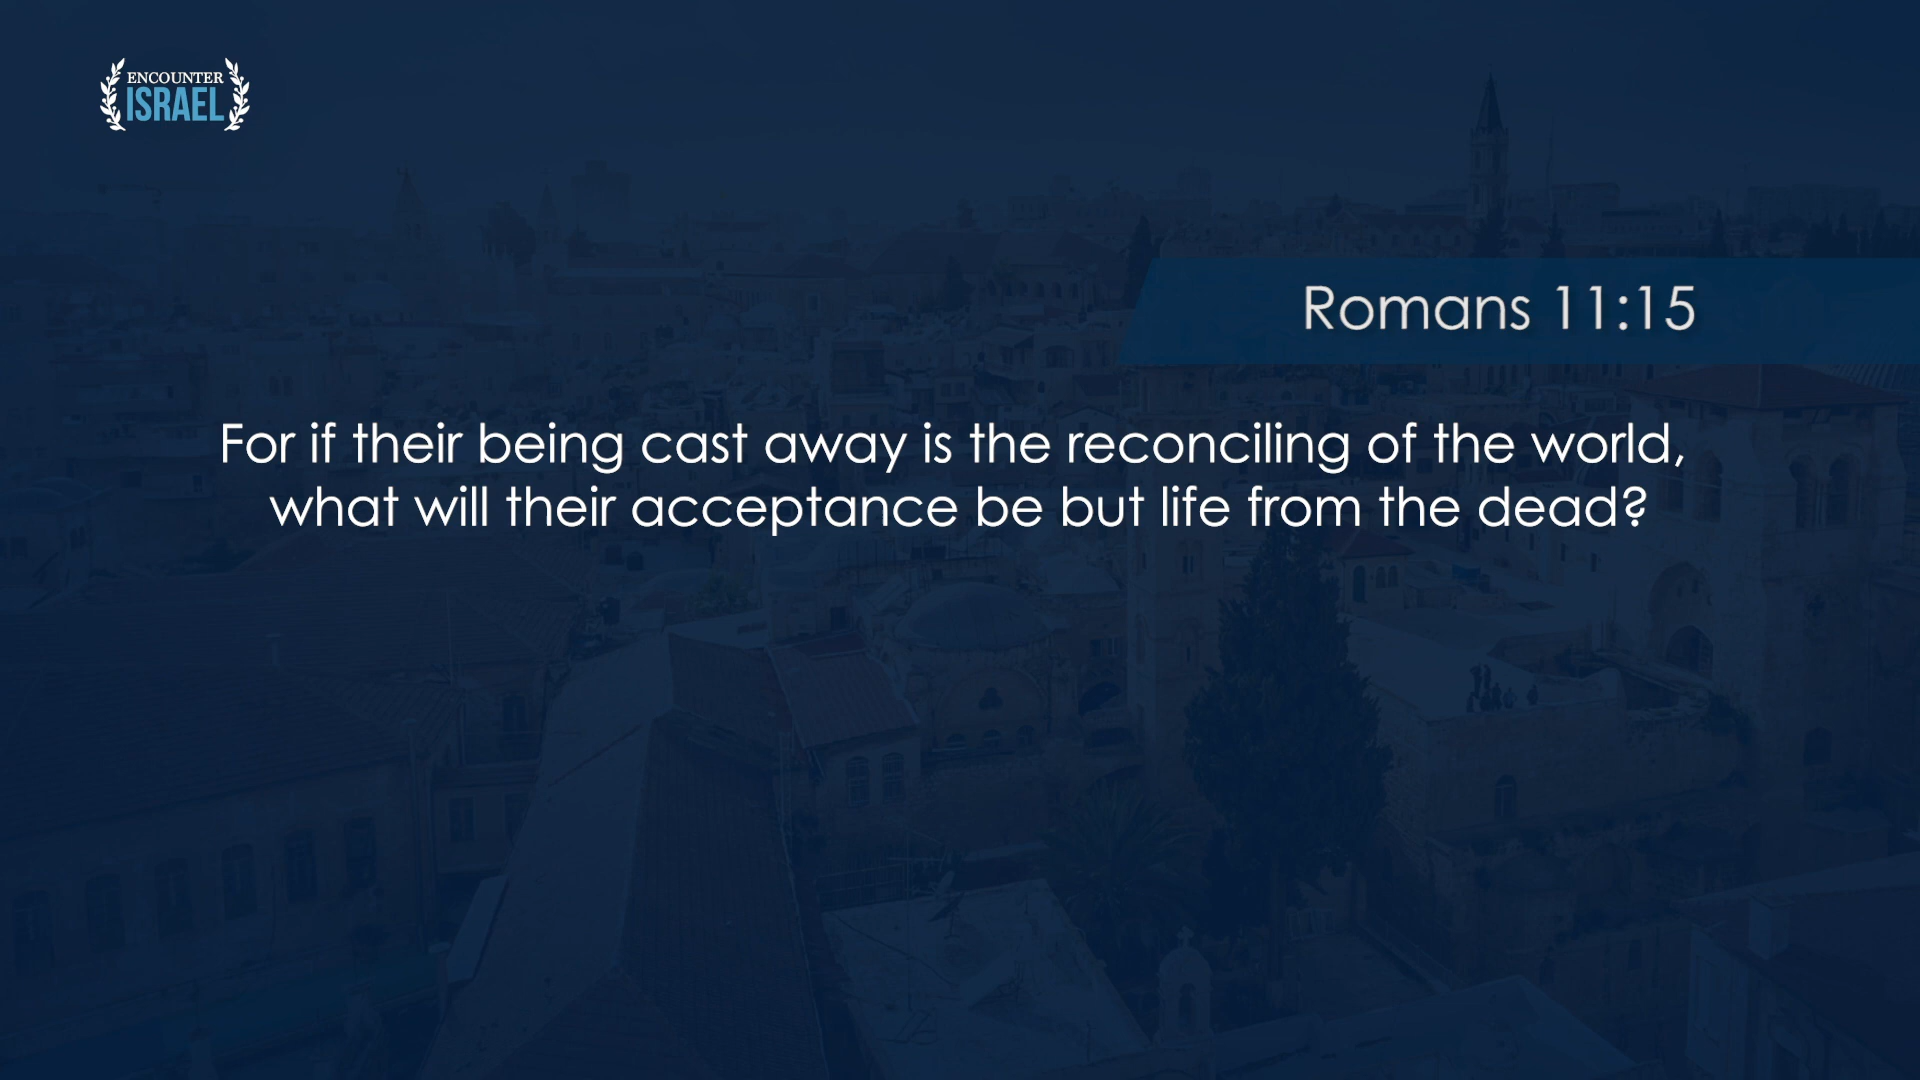 ENCOUNTER
ISRAEL
Romans 11:15
For if their being cast away is the reconciling of the world,
what will their acceptance be but life from the dead?